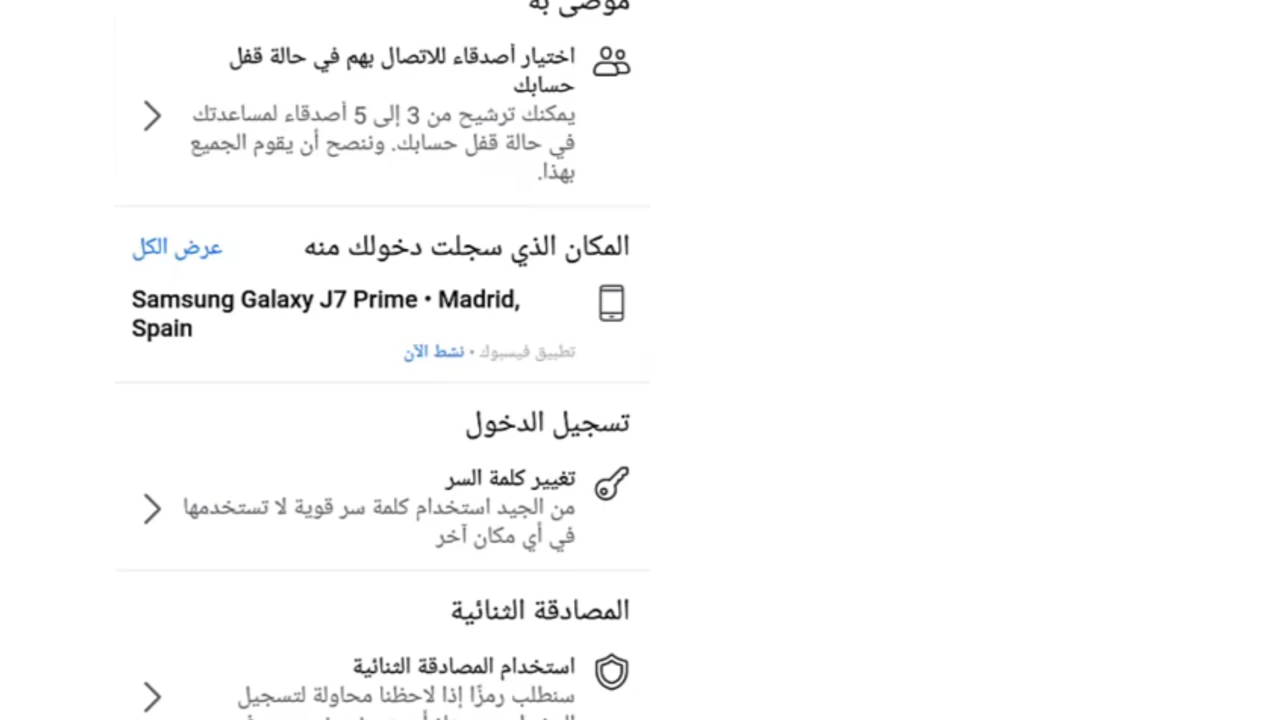 موصى به
اختيار أصدقاء للاتصال بهم في حالة قفل
حسابك
يمكنك ترشيح من 3 إلى 5 أصدقاء لمساعدتك
في حالة قفل حسابك. وننصح أن يقوم الجميع
بهذا.
المكان الذي سجلت دخولك منه عرض الكل
Samsung Galaxy J7 Prime • Madrid,
Spain
تطبيق فيسبوك • نشط الآن
تسجيل الدخول
تغيير كلمة السر
من الجيد استخدام كلمة سر قوية لا تستخدمها
في أي مكان آخر
المصادقة الثنائية
استخدام المصادقة الثنائية
سنطلب رمزًا إذا لاحظنا محاولة لتسجيل